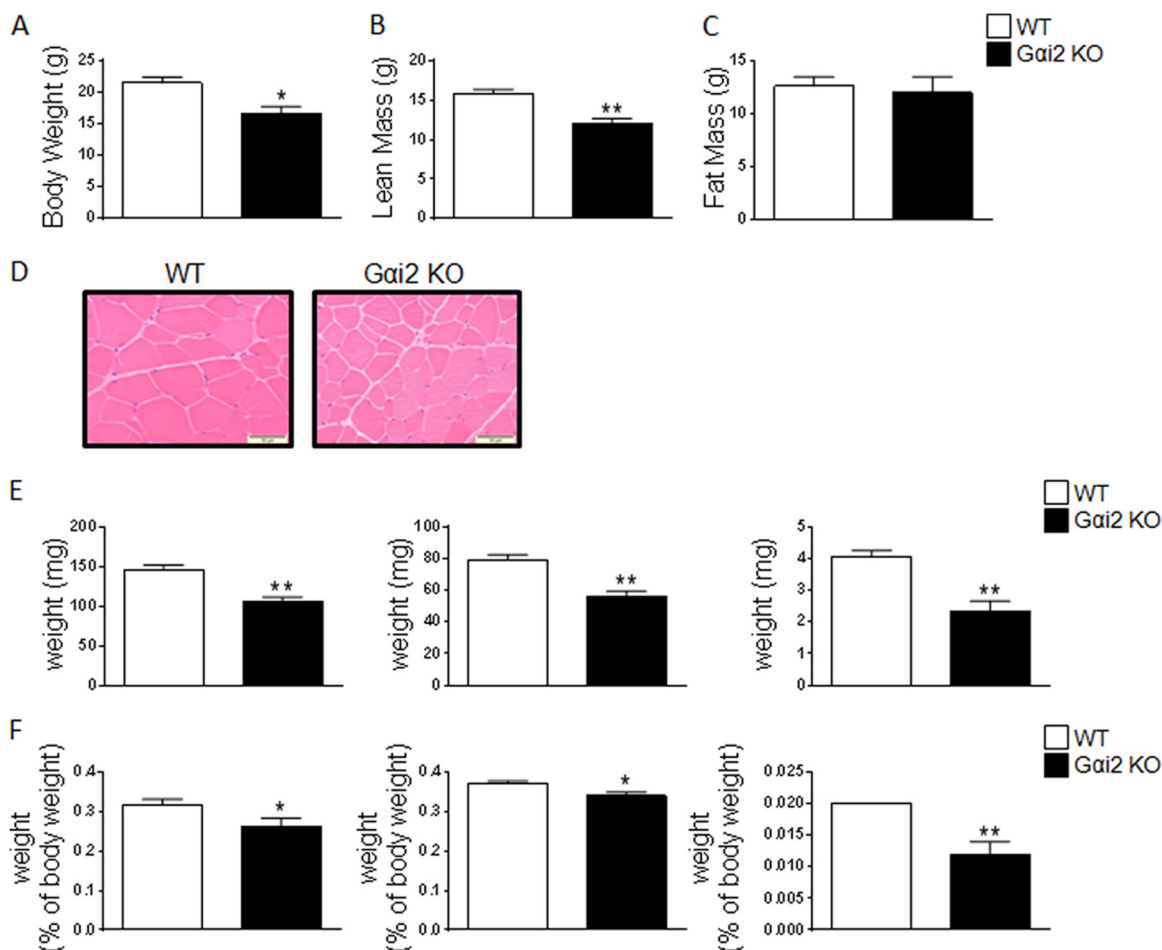 A
Body Weight (g)
25
20
15
10
5
0
*
B
Lean Mass (g)
20
15
10
5
0
**
C
Fat Mass (g)
15
10
5
0
WT
Gαi2 KO
D
WT
Gαi2 KO
E
weight (mg)
200
150
100
50
0
**
weight (mg)
100
80
60
40
20
0
**
weight (mg)
5
4
3
2
1
0
**
WT
Gαi2 KO
F
weight
(% of body weight)
0.4
0.3
0.2
0.1
0.0
*
weight
(% of body weight)
0.4
0.3
0.2
0.1
0.0
*
weight
(% of body weight)
0.025
0.020
0.015
0.010
0.005
0.000
**
WT
Gαi2 KO